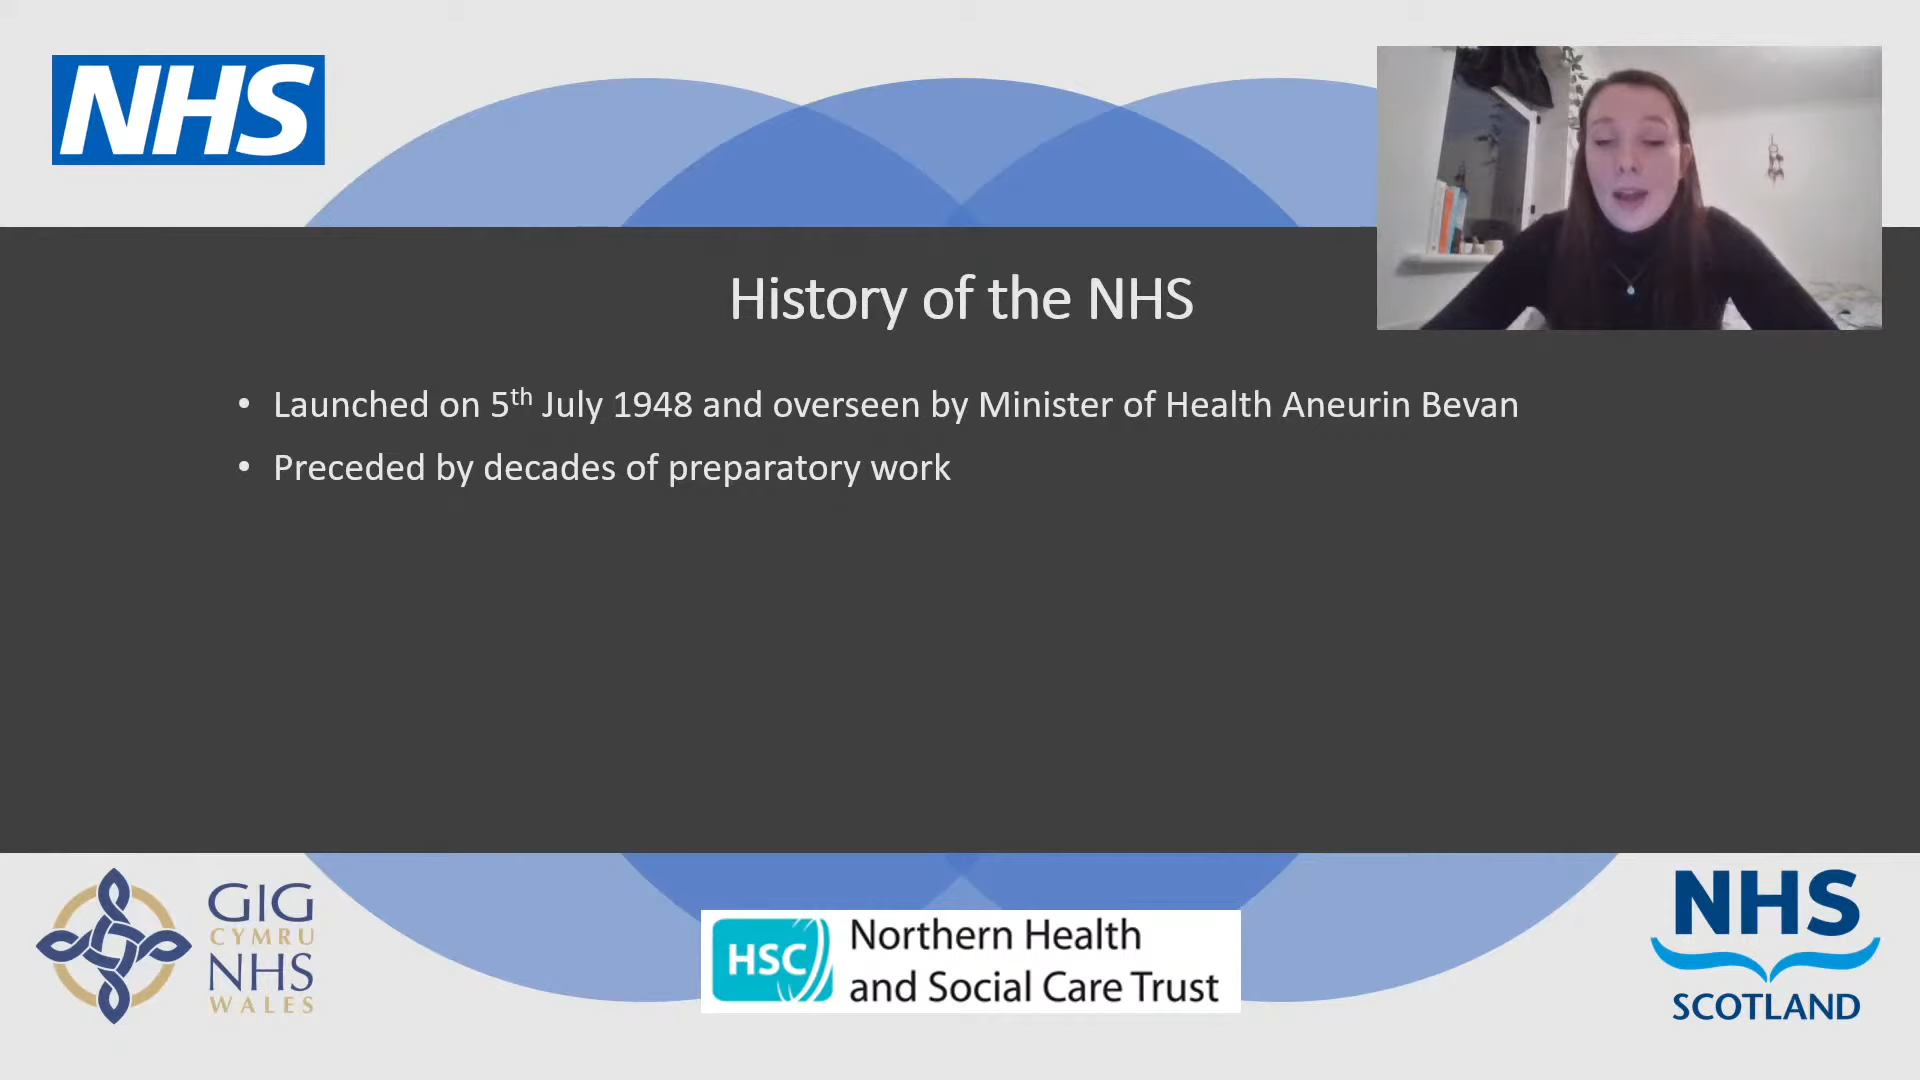 NHS
History of the NHS
• Launched on 5th July 1948 and overseen by Minister of Health Aneurin Bevan
• Preceded by decades of preparatory work
GIG
CYMRU
NHS
WALES
HSC
Northern Health
and Social Care Trust
NHS
SCOTLAND